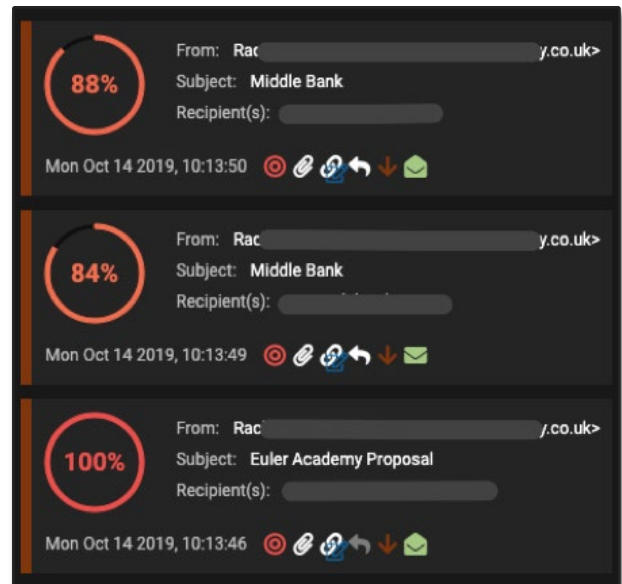 88%
From: Rac y.co.uk>
Subject: Middle Bank
Recipient(s):
Mon Oct 14 2019, 10:13:50
84%
From: Rac y.co.uk>
Subject: Middle Bank
Recipient(s):
Mon Oct 14 2019, 10:13:49
100%
From: Rac y.co.uk>
Subject: Euler Academy Proposal
Recipient(s):
Mon Oct 14 2019, 10:13:46